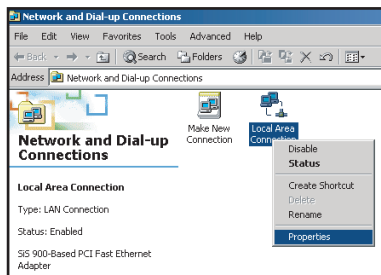 Network and Dial-up Connections
File Edit View Favorites Tools Advanced Help
Back Search Folders
Address Network and Dial-up Connections
Make New Connection
Local Area Connection
Network and Dial-up Connections
Local Area Connection
Type: LAN Connection
Status: Enabled
SiS 900-Based PCI Fast Ethernet Adapter
Disable
Status
Create Shortcut
Delete
Rename
Properties